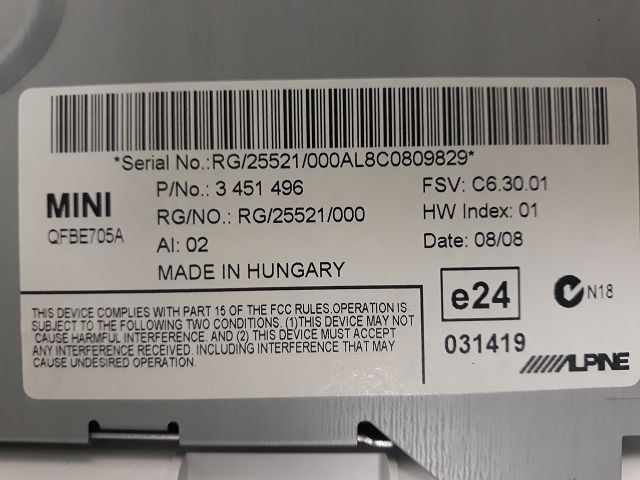 *Serial No.:RG/25521/000AL8C0809829*
MINI
QFBE705A
P/No.: 3 451 496
RG/NO.: RG/25521/000
AI: 02
MADE IN HUNGARY
FSV: C6.30.01
HW Index: 01
Date: 08/08
THIS DEVICE COMPLIES WITH PART 15 OF THE FCC RULES.OPERATION IS
SUBJECT TO THE FOLLOWING TWO CONDITIONS. (1)THIS DEVICE MAY NOT
CAUSE HARMFUL INTERFERENCE. AND (2) THIS DEVICE MUST ACCEPT
ANY INTERFERENCE RECEIVED. INCLUDING INTERFERENCE THAT MAY
CAUSE UNDESIRED OPERATION.
e24
N18
031419
ALPINE